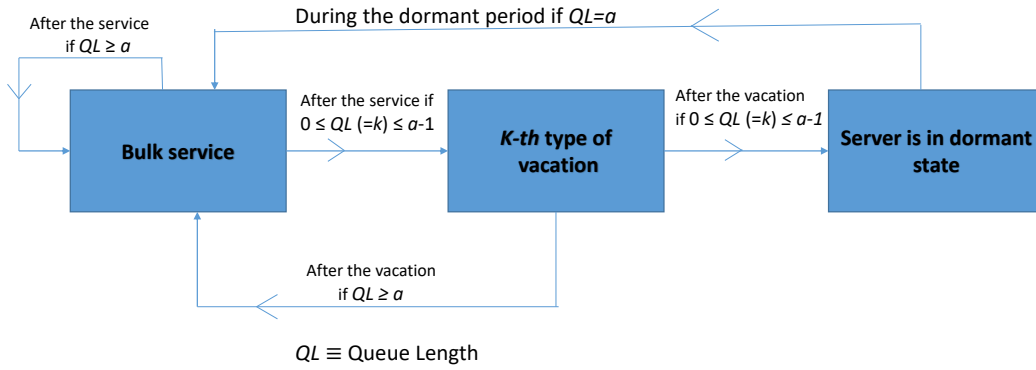 During the dormant period if QL=a
After the service
if QL ≥ a
Bulk service
After the service if
0 ≤ QL (=k) ≤ a-1
K-th type of
vacation
After the vacation
if 0 ≤ QL (=k) ≤ a-1
Server is in dormant
state
After the vacation
if QL ≥ a
QL ≡ Queue Length